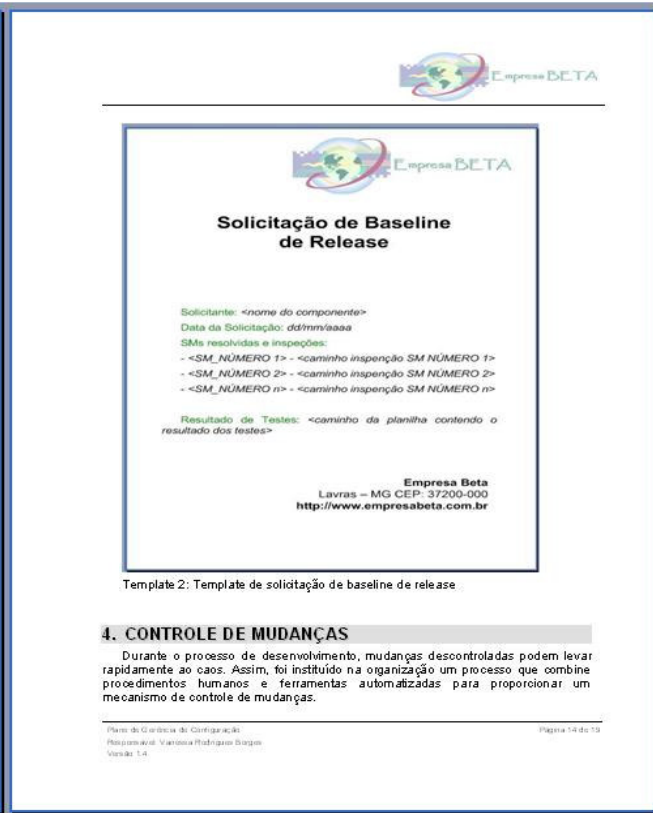 Empresa BETA
Empresa BETA
Solicitação de Baseline
de Release
Solicitante: <nome do componente>
Data da Solicitação: dd/mm/aaaa
SMs resolvidas e inspeções:
- <SM_NÚMERO 1> - <caminho inspenção SM NÚMERO 1>
- <SM_NÚMERO 2> - <caminho inspenção SM NÚMERO 2>
- <SM_NÚMERO n> - <caminho inspenção SM NÚMERO n>
Resultado de Testes: <caminho da planilha contendo o
resultado dos testes>
Empresa Beta
Lavras – MG CEP: 37200-000
http://www.empresabeta.com.br
Template 2: Template de solicitação de baseline de release
4. CONTROLE DE MUDANÇAS
Durante o processo de desenvolvimento, mudanças descontroladas podem levar
rapidamente ao caos. Assim, foi instituído na organização um processo que combine
procedimentos humanos e ferramentas automatizadas para proporcionar um
mecanismo de controle de mudanças.
Plano de Gerência de Configuração
Página 14 de 19
Responsável: Vanessa Rodrigues Borges
Versão: 1.4